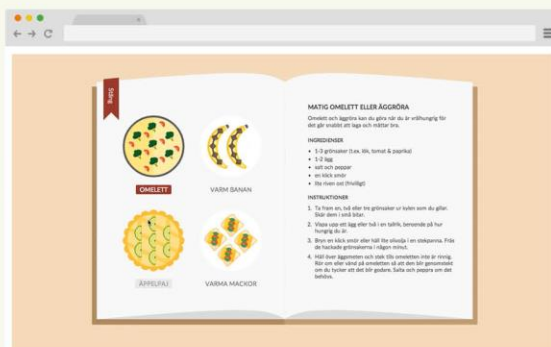 Stäng
OMELETT
VARM BANAN
ÄPPELPAJ
VARMA MACKOR
MATIG OMELETT ELLER ÄGGRÖRA
Omelett och äggröra kan du göra när du är vrålhungrig för
det går snabbt att laga och mättar bra.
INGREDIENSER
• 1-3 grönsaker (t.ex. lök, tomat & paprika)
• 1-2 ägg
• salt och peppar
• en klick smör
• lite riven ost (frivilligt)
INSTRUKTIONER
1. Ta fram en, två eller tre grönsaker ur kylen som du gillar.
Skär dem i små bitar.
2. Vispa upp ett ägg eller två i en tallrik, beroende på hur
hungrig du är.
3. Bryn en klick smör eller häll lite olivolja i en stekpanna. Fräs
de hackade grönsakerna i någon minut.
4. Häll över äggsmeten och stek tills omeletten inte är rinnig.
Rör om eller vänd på omeletten så att den blir genomstekt
om du tycker att det blir godare. Salta och peppra om det
behövs.